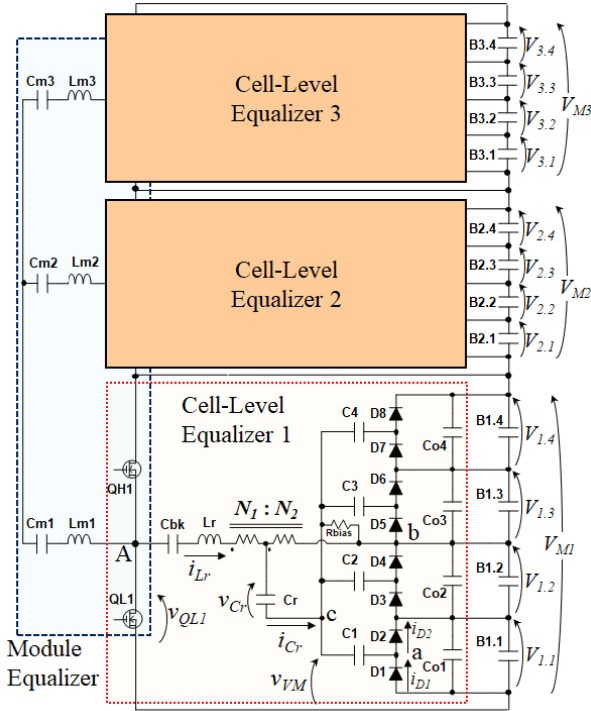 Cm3
Lm3
Cell-Level
Equalizer 3
B3.4
B3.3
B3.2
B3.1
V3.4
V3.3
V3.2
V3.1
VM3
Cm2
Lm2
Cell-Level
Equalizer 2
B2.4
B2.3
B2.2
B2.1
V2.4
V2.3
V2.2
V2.1
VM2
Cell-Level
Equalizer 1
C4
D8
D7
Co4
B1.4
V1.4
QH1
C3
D6
D5
Co3
B1.3
V1.3
VM1
Cm1
Lm1
A
Cbk
Lr
N1 : N2
Rbias
b
iLr
C2
D4
D3
Co2
B1.2
V1.2
QL1
vQL1
vCr
Cr
c
iCr
C1
D2
iD2
a
D1
iD1
Co1
B1.1
V1.1
vVM
Module
Equalizer